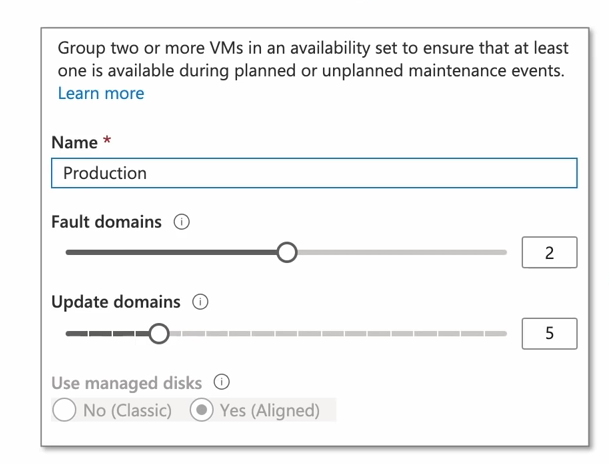 Group two or more VMs in an availability set to ensure that at least
one is available during planned or unplanned maintenance events.
Learn more
Name *
Production
Fault domains
2
Update domains
5
Use managed disks
No (Classic) Yes (Aligned)